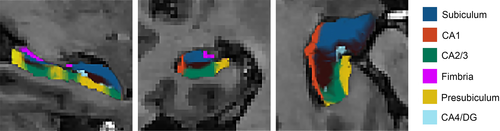 Subiculum
CA1
CA2/3
Fimbria
Presubiculum
CA4/DG